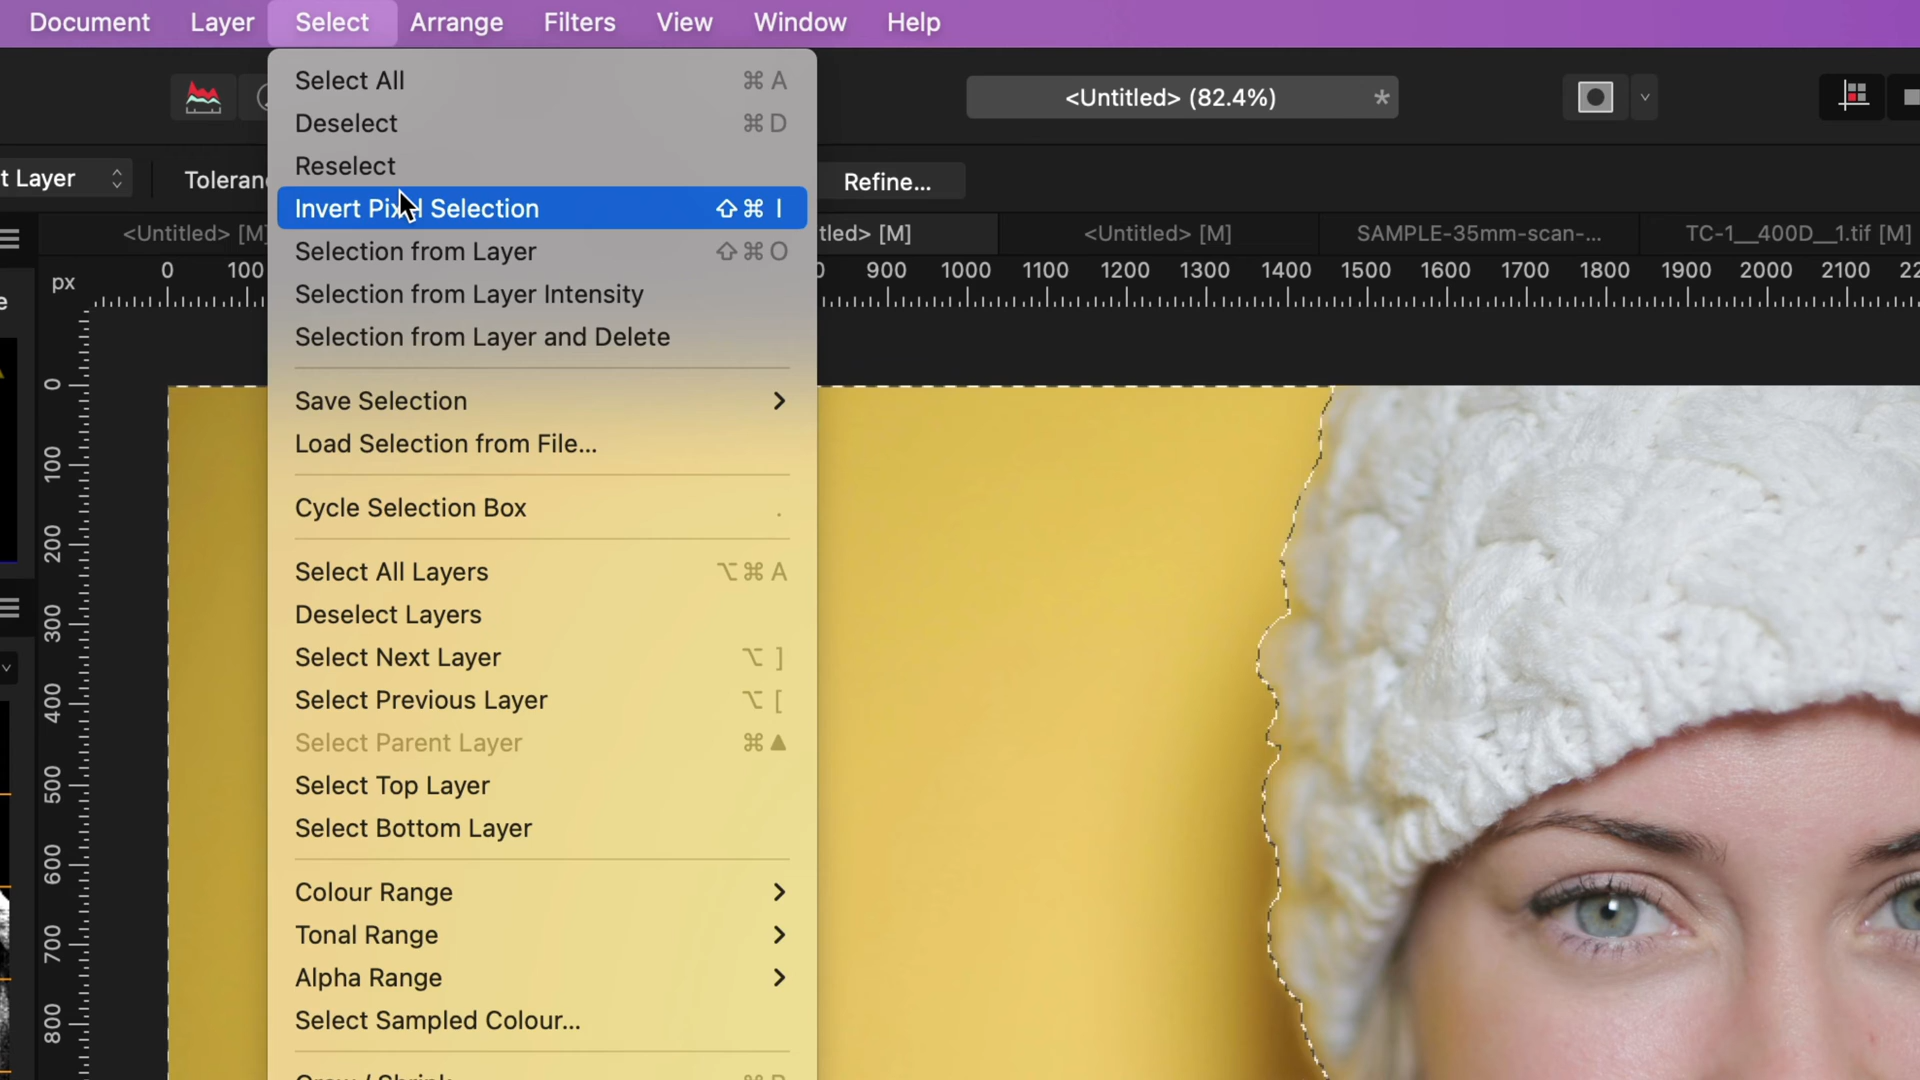 Document Layer Select Arrange Filters View Window Help
Select All ⌘ A
<Untitled> (82.4%) *
Deselect ⌘ D
Reselect
t Layer Toleran Refine...
Invert Pixel Selection ⇧ ⌘ I
<Untitled> [M] tled> [M] <Untitled> [M] SAMPLE-35mm-scan-... TC-1__400D__1.tif [M]
Selection from Layer ⇧ ⌘ O
px 0 100 900 1000 1100 1200 1300 1400 1500 1600 1700 1800 1900 2000 2100 22
Selection from Layer Intensity
Selection from Layer and Delete
0
Save Selection >
Load Selection from File...
100
Cycle Selection Box .
200
Select All Layers ⌥ ⌘ A
Deselect Layers
300
Select Next Layer ⌥ ]
Select Previous Layer ⌥ [
400
Select Parent Layer ⌘ ▲
Select Top Layer
500
Select Bottom Layer
600
Colour Range >
Tonal Range >
700
Alpha Range >
Select Sampled Colour...
800